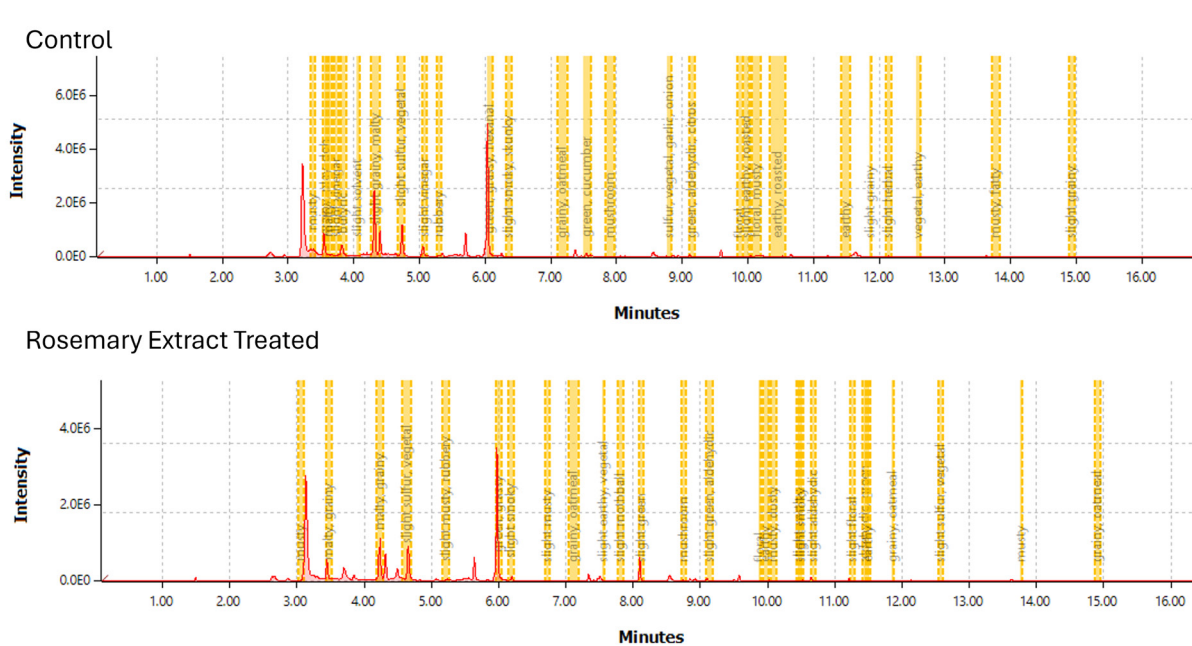 Control
Intensity
6.0E6
4.0E6
2.0E6
0.0E0
musty
slight solvent
grainy, malty
slight sulfur, vegetal
slight vinegar
rubbery
green, grassy, hexanal
slight smoky, skunky
grainy, oatmeal
green, cucumber
mushroom
sulfur, vegetal, garlic, onion
green, aldehydic, citrus
floral
slight earthy, roasted
floral, musty
earthy, roasted
earthy
slight grainy
slight herbal
vegetal, earthy
musty, fatty
slight grainy
1.00 2.00 3.00 4.00 5.00 6.00 7.00 8.00 9.00 10.00 11.00 12.00 13.00 14.00 15.00 16.00
Minutes
Rosemary Extract Treated
Intensity
4.0E6
2.0E6
0.0E0
musty
malty, grainy
malty, grainy
slight sulfur, vegetal
slight musty, rubbery
slight smoky
slight musty
grainy, oatmeal
slight earthy, vegetal
slight mothball
slight green
mushroom
slight green, aldehydic
floral
musty, dusty
slight smoky
slight aldehydic
slight floral
earthy
grainy, oatmeal
slight sulfur, vegetal
musty
grainy, oatmeal
1.00 2.00 3.00 4.00 5.00 6.00 7.00 8.00 9.00 10.00 11.00 12.00 13.00 14.00 15.00 16.00
Minutes